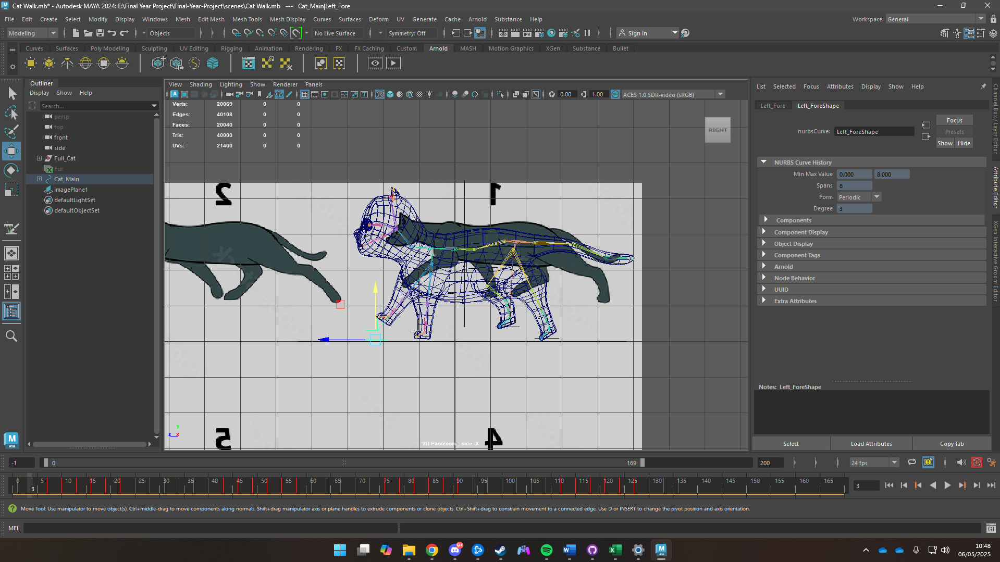 Cat Walk.mb* - Autodesk MAYA 2024: E:\Final Year Project\Final-Year-Project\scenes\Cat Walk.mb --- Cat_Main|Left_Fore
File Edit Create Select Modify Display Windows Mesh Edit Mesh Mesh Tools Mesh Display Curves Surfaces Deform UV Generate Cache Arnold Substance Help
Workspace: General
Modeling Objects No Live Surface Symmetry: Off Sign In
Curves Surfaces Poly Modeling Sculpting UV Editing Rigging Animation Rendering FX FX Caching Custom Arnold MASH Motion Graphics XGen Substance Bullet
Outliner
Display Show Help
Search...
persp
top
front
side
Full_Cat
Fur
Cat_Main
imagePlane1
defaultLightSet
defaultObjectSet
View Shading Lighting Show Renderer Panels
0.00 1.00 ACES 1.0 SDR-video (sRGB)
Verts: 20069 0 0
Edges: 40108 0 0
Faces: 20040 0 0
Tris: 40000 0 0
UVs: 21400 0 0
RIGHT
2 1
5 4
2D Pan/Zoom : side -X
y
z x
List Selected Focus Attributes Display Show Help
Left_Fore Left_ForeShape
Focus
nurbsCurve: Left_ForeShape
Presets
Show Hide
NURBS Curve History
Min Max Value 0.000 8.000
Spans 8
Form Periodic
Degree 3
Components
Component Display
Object Display
Component Tags
Arnold
Node Behavior
UUID
Extra Attributes
Notes: Left_ForeShape
Select Load Attributes Copy Tab
Channel Box / Layer Editor
Attribute Editor
XGen Interactive Groom Editor
-1 0 169 200 24 fps
0 5 10 15 20 25 30 35 40 45 50 55 60 65 70 75 80 85 90 95 100 105 110 115 120 125 130 135 140 145 150 155 160 165
3 3
Move Tool: Use manipulator to move object(s). Ctrl+middle-drag to move components along normals. Shift+drag manipulator axis or plane handles to extrude components or clone objects. Ctrl+Shift+drag to constrain movement to a connected edge. Use D or INSERT to change the pivot position and axis orientation.
MEL
9+
10:48
06/05/2025